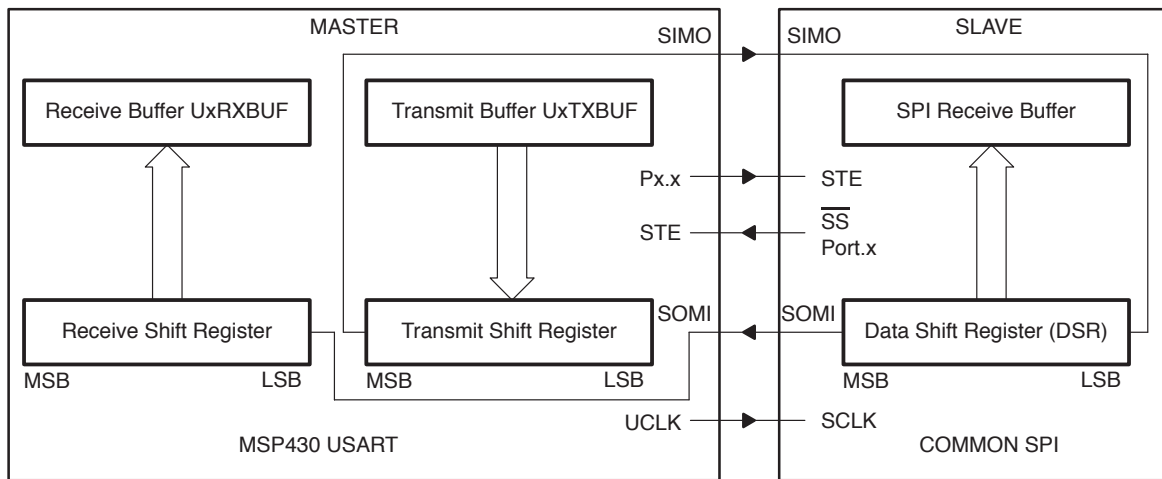 MASTER
SIMO
SIMO
SLAVE
Receive Buffer UxRXBUF
Transmit Buffer UxTXBUF
SPI Receive Buffer
Px.x
STE
STE
SS
Port.x
Receive Shift Register
Transmit Shift Register
SOMI
SOMI
Data Shift Register (DSR)
MSB
LSB
MSB
LSB
MSB
LSB
UCLK
SCLK
MSP430 USART
COMMON SPI